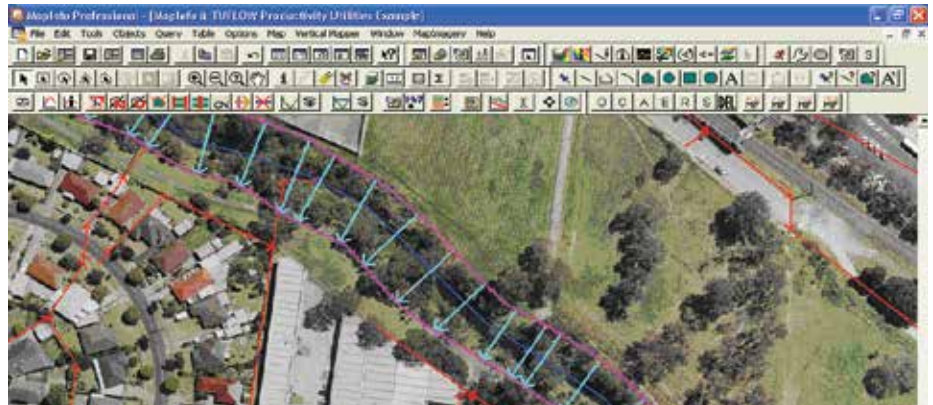 MapInfo Professional - [MapInfo & TUFLOW Productivity Utilities Example]
File Edit Tools Objects Query Table Options Map Vertical Mapper Window MapImagery Help
S
Σ A
O C A E R S DEL